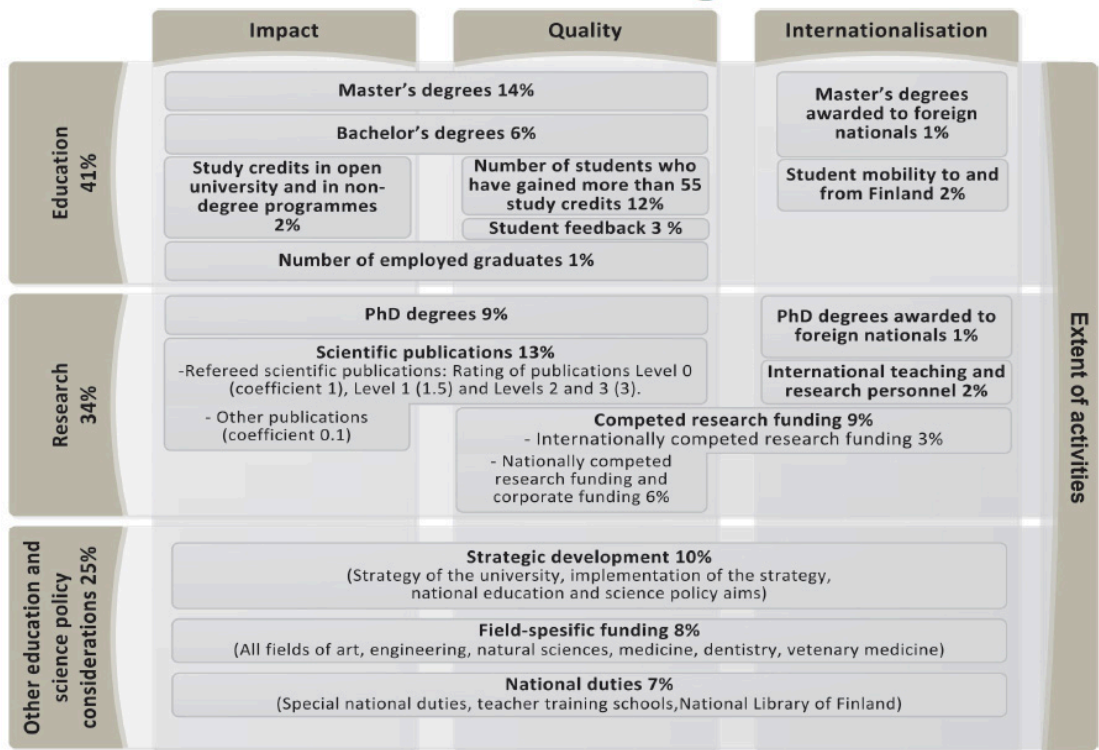 Impact
Quality
Internationalisation
Education
41%
Master's degrees 14%
Bachelor's degrees 6%
Study credits in open
university and in non-
degree programmes
2%
Number of students who
have gained more than 55
study credits 12%
Student feedback 3 %
Number of employed graduates 1%
Master's degrees
awarded to foreign
nationals 1%
Student mobility to and
from Finland 2%
Research
34%
PhD degrees 9%
Scientific publications 13%
-Refereed scientific publications: Rating of publications Level 0
(coefficient 1), Level 1 (1.5) and Levels 2 and 3 (3).
- Other publications
(coefficient 0.1)
PhD degrees awarded to
foreign nationals 1%
International teaching and
research personnel 2%
Competed research funding 9%
- Internationally competed research funding 3%
- Nationally competed
research funding and
corporate funding 6%
Other education and
science policy
considerations 25%
Strategic development 10%
(Strategy of the university, implementation of the strategy,
national education and science policy aims)
Field-spesific funding 8%
(All fields of art, engineering, natural sciences, medicine, dentistry, vetenary medicine)
National duties 7%
(Special national duties, teacher training schools,National Library of Finland)
Extent of activities